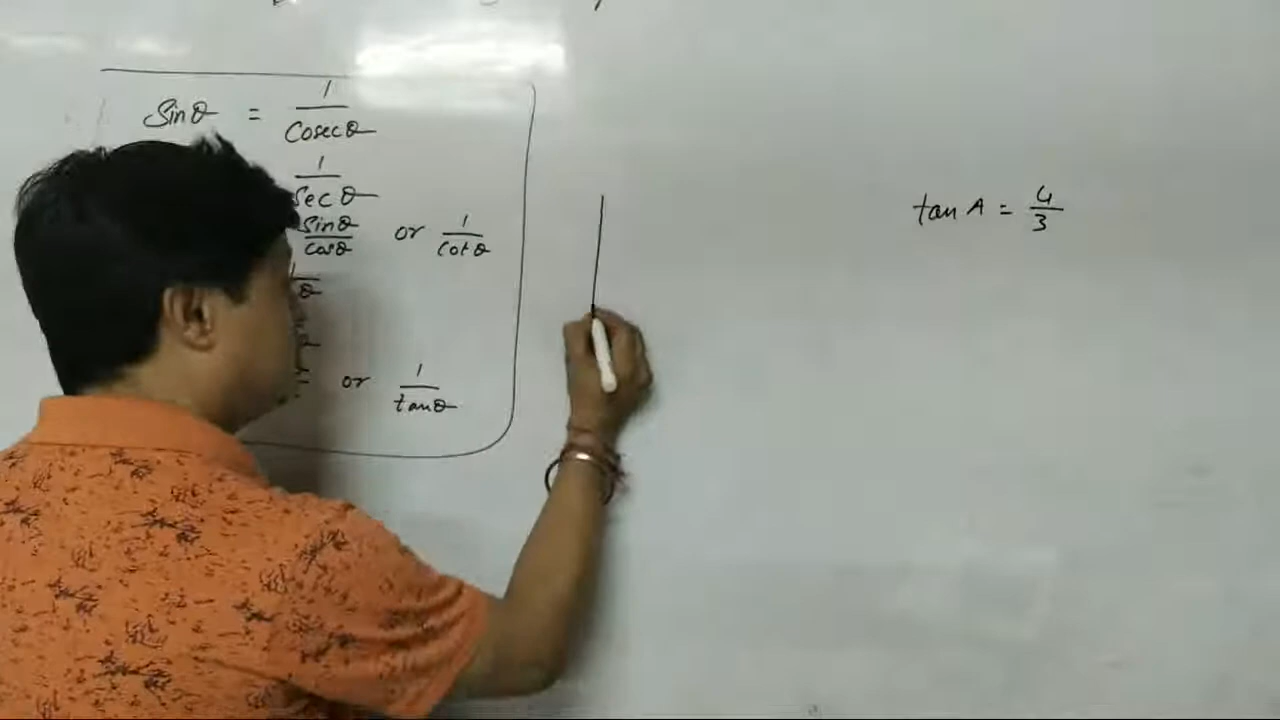 Sinθ = 1/Cosecθ
1/Secθ
Sinθ/Cosθ or 1/Cotθ
θ
or 1/tanθ
tan A = 4/3